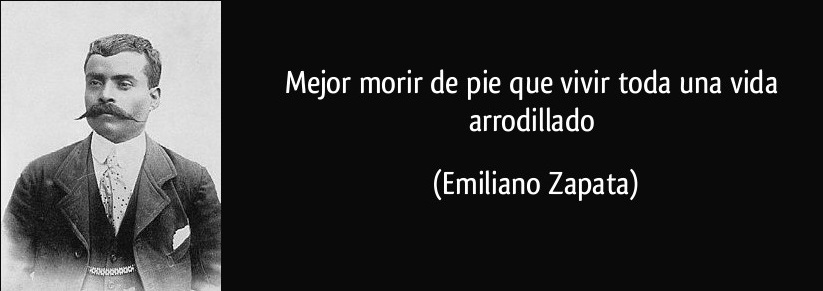 Mejor morir de pie que vivir toda una vida
arrodillado
(Emiliano Zapata)